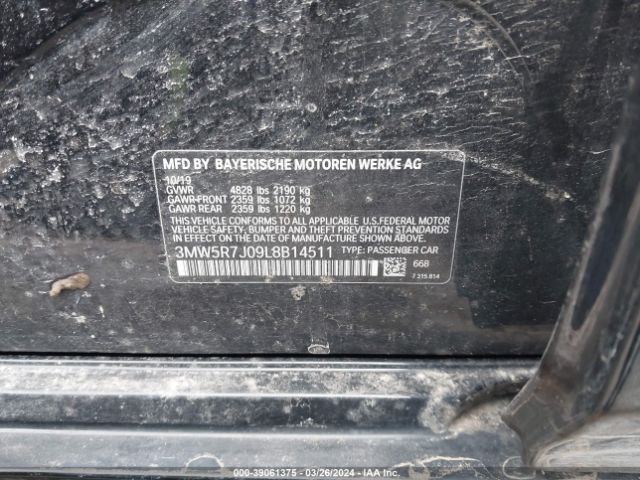 MFD BY BAYERISCHE MOTOREN WERKE AG
10/19
GVWR 4828 lbs 2190 kg
GAWR FRONT 2359 lbs 1072 kg
GAWR REAR 2359 lbs 1220 kg
THIS VEHICLE CONFORMS TO ALL APPLICABLE U.S.FEDERAL MOTOR
VEHICLE SAFETY, BUMPER AND THEFT PREVENTION STANDARDS
IN EFFECT ON THE DATE OF MANUFACTURE SHOWN ABOVE.
3MW5R7J09L8B14511 TYPE: PASSENGER CAR
668
7 215 814
000-39061375 - 03/26/2024 - IAA Inc.